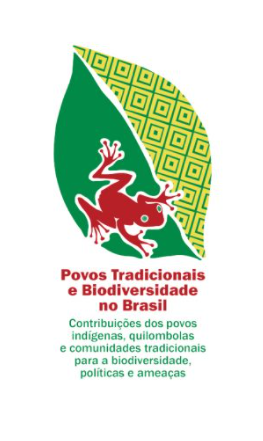 Povos Tradicionais
e Biodiversidade
no Brasil
Contribuições dos povos
indígenas, quilombolas
e comunidades tradicionais
para a biodiversidade,
políticas e ameaças